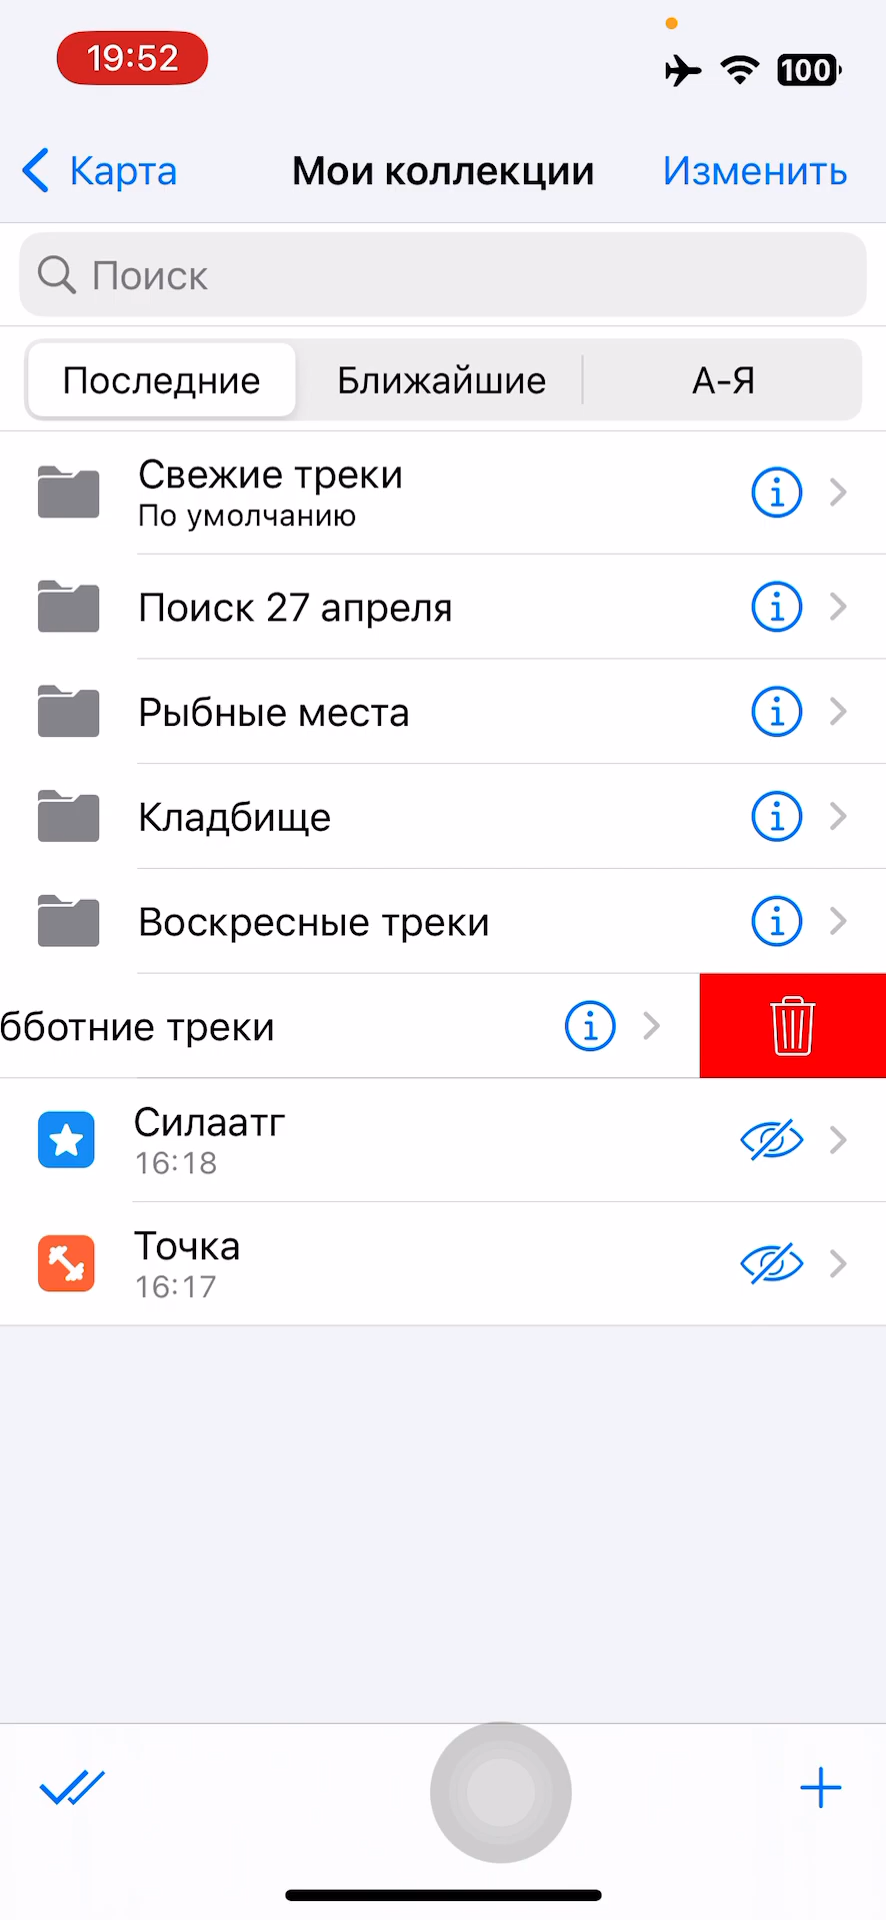 19:52
100
Карта
Мои коллекции
Изменить
Поиск
Последние
Ближайшие
А-Я
Свежие треки
По умолчанию
Поиск 27 апреля
Рыбные места
Кладбище
Воскресные треки
бботние треки
Силаатг
16:18
Точка
16:17